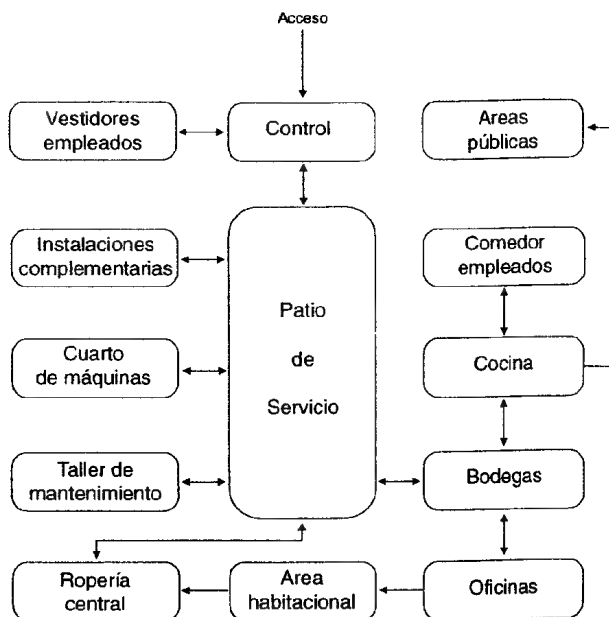 Acceso
Vestidores
empleados
Control
Areas
públicas
Instalaciones
complementarias
Patio
de
Servicio
Comedor
empleados
Cuarto
de máquinas
Cocina
Taller de
mantenimiento
Bodegas
Ropería
central
Area
habitacional
Oficinas